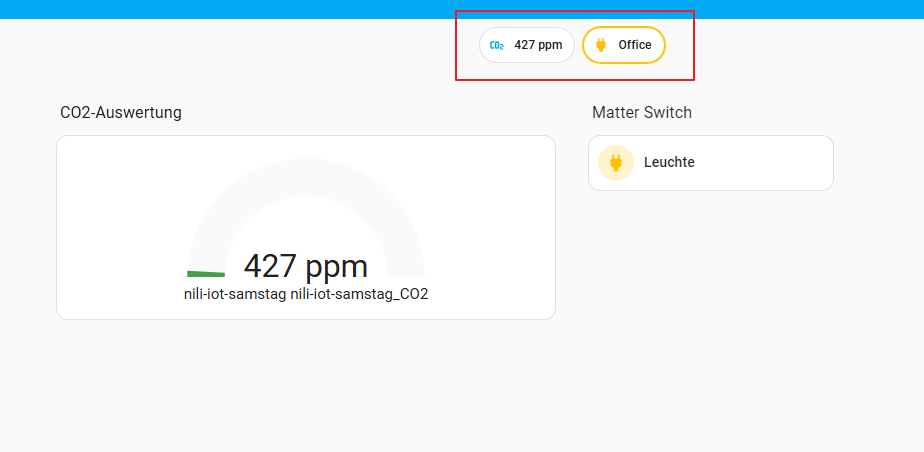 CO₂ 427 ppm Office
CO2-Auswertung
Matter Switch
Leuchte
427 ppm
nili-iot-samstag nili-iot-samstag_CO2